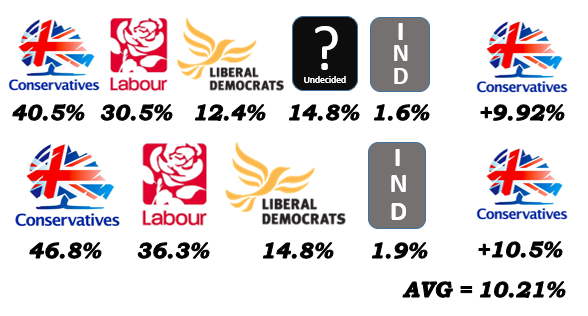 Conservatives Labour LIBERAL DEMOCRATS ? Undecided IND Conservatives
40.5% 30.5% 12.4% 14.8% 1.6% +9.92%
Conservatives Labour LIBERAL DEMOCRATS IND Conservatives
46.8% 36.3% 14.8% 1.9% +10.5%
AVG = 10.21%